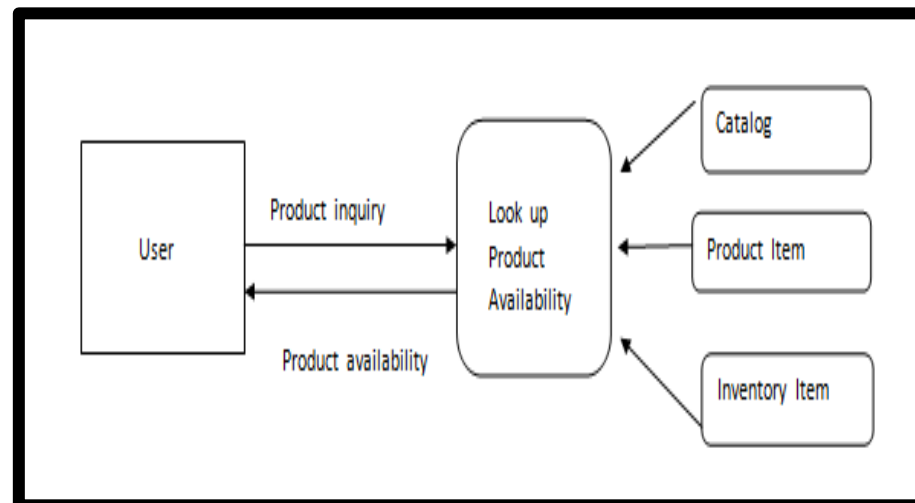 User
Product inquiry
Product availability
Look up
Product
Availability
Catalog
Product Item
Inventory Item